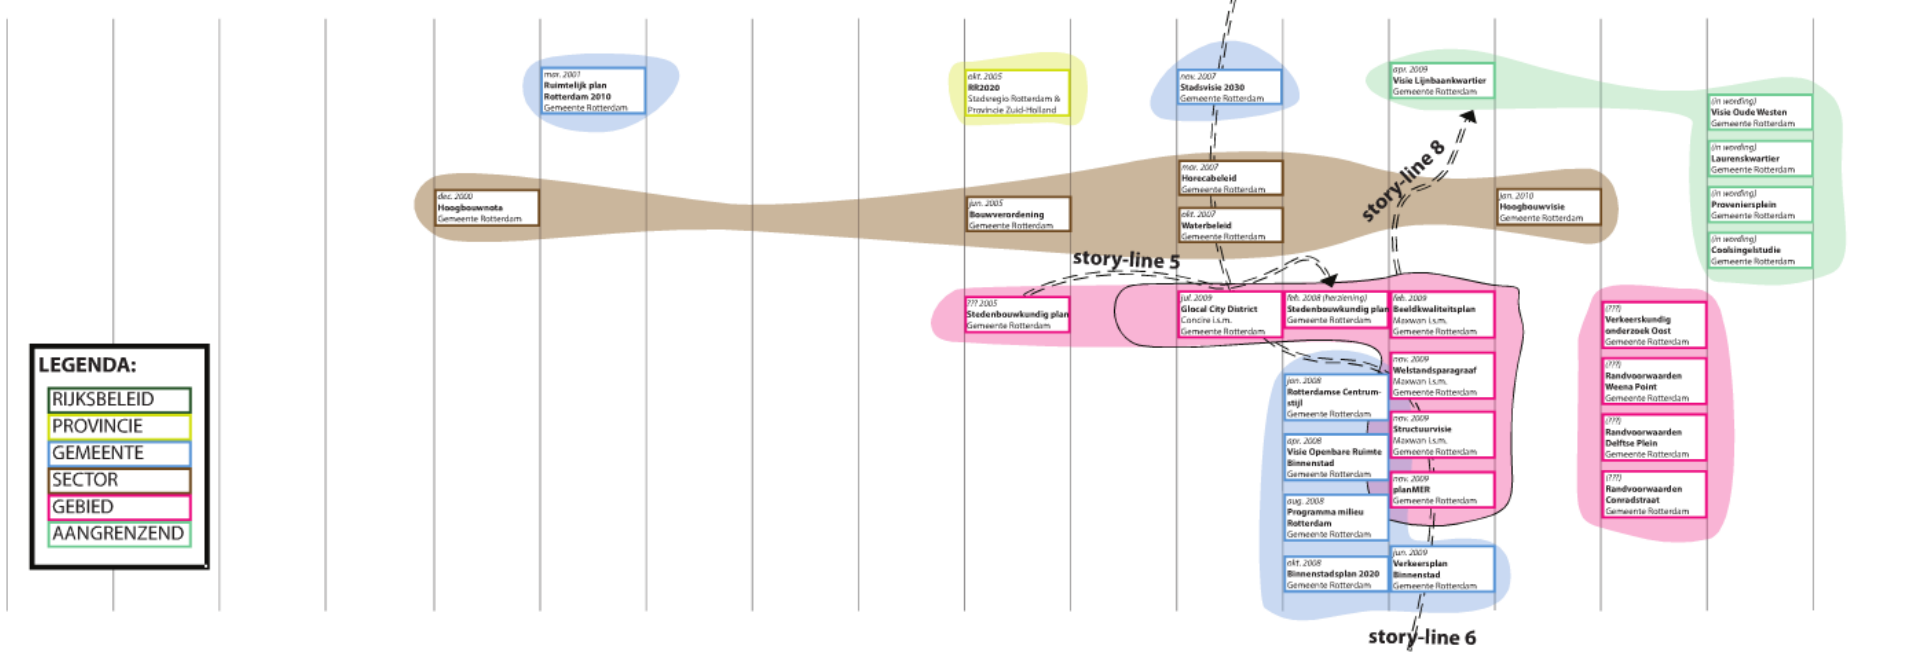 mar. 2001
Ruimtelijk plan
Rotterdam 2010
Gemeente Rotterdam
okt. 2005
RR2020
Stadsregio Rotterdam &
Provincie Zuid-Holland
nov. 2007
Stadsvisie 2030
Gemeente Rotterdam
apr. 2009
Visie Lijnbaankwartier
Gemeente Rotterdam
(in wording)
Visie Oude Westen
Gemeente Rotterdam
(in wording)
Laurenskwartier
Gemeente Rotterdam
(in wording)
Proveniersplein
Gemeente Rotterdam
(in wording)
Coolsingelstudie
Gemeente Rotterdam
dec. 2000
Hoogbouwnota
Gemeente Rotterdam
jun. 2005
Bouwverordening
Gemeente Rotterdam
mar. 2007
Horecabeleid
Gemeente Rotterdam
okt. 2007
Waterbeleid
Gemeente Rotterdam
story-line 8
jan. 2010
Hoogbouwvisie
Gemeente Rotterdam
story-line 5
??? 2005
Stedenbouwkundig plan
Gemeente Rotterdam
jul. 2009
Glocal City District
Concire i.s.m.
Gemeente Rotterdam
feb. 2008 (herziening)
Stedenbouwkundig plan
Gemeente Rotterdam
feb. 2009
Beeldkwaliteitsplan
Maxwan i.s.m.
Gemeente Rotterdam
nov. 2009
Welstandsparagraaf
Maxwan i.s.m.
Gemeente Rotterdam
nov. 2009
Structuurvisie
Maxwan i.s.m.
Gemeente Rotterdam
nov. 2009
planMER
Gemeente Rotterdam
jan. 2008
Rotterdamse Centrum-
stijl
Gemeente Rotterdam
apr. 2008
Visie Openbare Ruimte
Binnenstad
Gemeente Rotterdam
aug. 2008
Programma milieu
Rotterdam
Gemeente Rotterdam
okt. 2008
Binnenstadsplan 2020
Gemeente Rotterdam
jun. 2009
Verkeersplan
Binnenstad
Gemeente Rotterdam
(???)
Verkeerskundig
onderzoek Oost
Gemeente Rotterdam
(???)
Randvoorwaarden
Weena Point
Gemeente Rotterdam
(???)
Randvoorwaarden
Delftse Plein
Gemeente Rotterdam
(???)
Randvoorwaarden
Conradstraat
Gemeente Rotterdam
story-line 6
LEGENDA:
RIJKSBELEID
PROVINCIE
GEMEENTE
SECTOR
GEBIED
AANGRENZEND